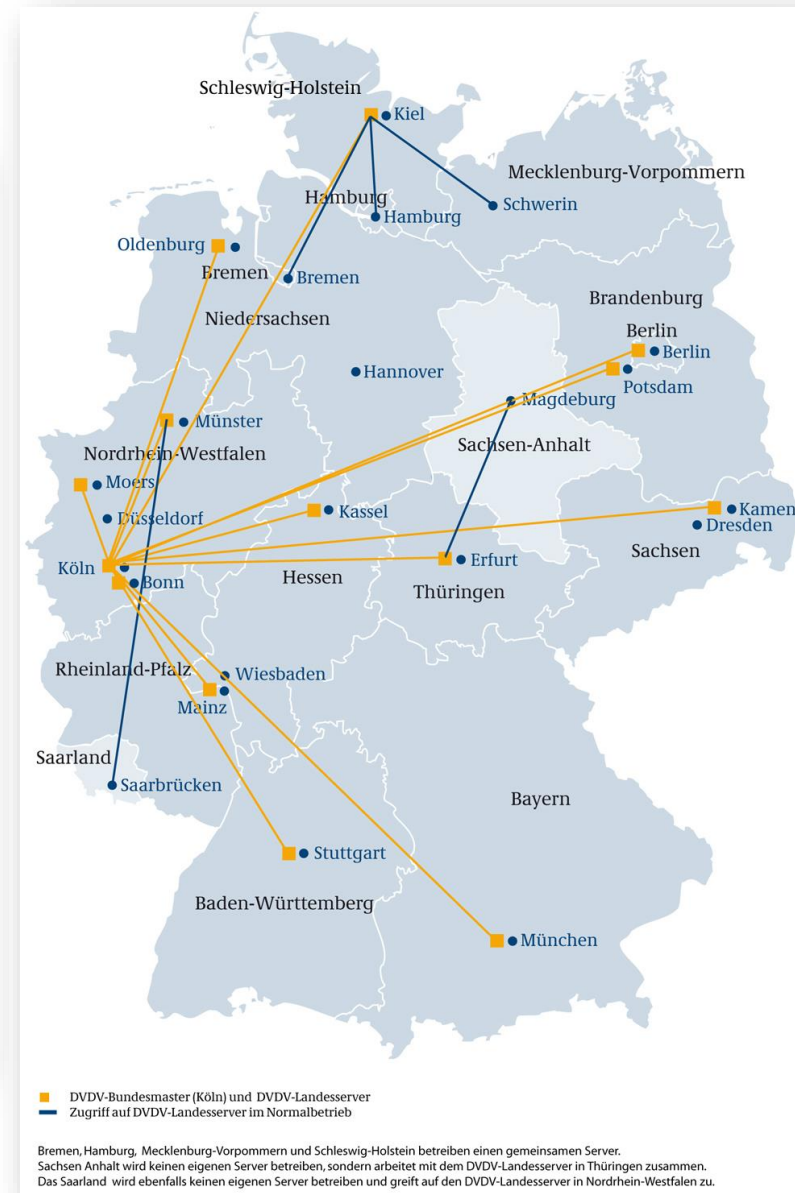 Schleswig-Holstein
Kiel
Mecklenburg-Vorpommern
Hamburg
Schwerin
Hamburg
Oldenburg
Bremen
Bremen
Brandenburg
Niedersachsen
Berlin
Berlin
Hannover
Potsdam
Magdeburg
Münster
Sachsen-Anhalt
Nordrhein-Westfalen
Moers
Kassel
Kamen
Düsseldorf
Dresden
Sachsen
Köln
Erfurt
Bonn
Hessen
Thüringen
Rheinland-Pfalz
Wiesbaden
Mainz
Saarland
Saarbrücken
Bayern
Stuttgart
Baden-Württemberg
München
DVDV-Bundesmaster (Köln) und DVDV-Landesserver
Zugriff auf DVDV-Landesserver im Normalbetrieb
Bremen, Hamburg, Mecklenburg-Vorpommern und Schleswig-Holstein betreiben einen gemeinsamen Server.
Sachsen Anhalt wird keinen eigenen Server betreiben, sondern arbeitet mit dem DVDV-Landesserver in Thüringen zusammen.
Das Saarland wird ebenfalls keinen eigenen Server betreiben und greift auf den DVDV-Landesserver in Nordrhein-Westfalen zu.